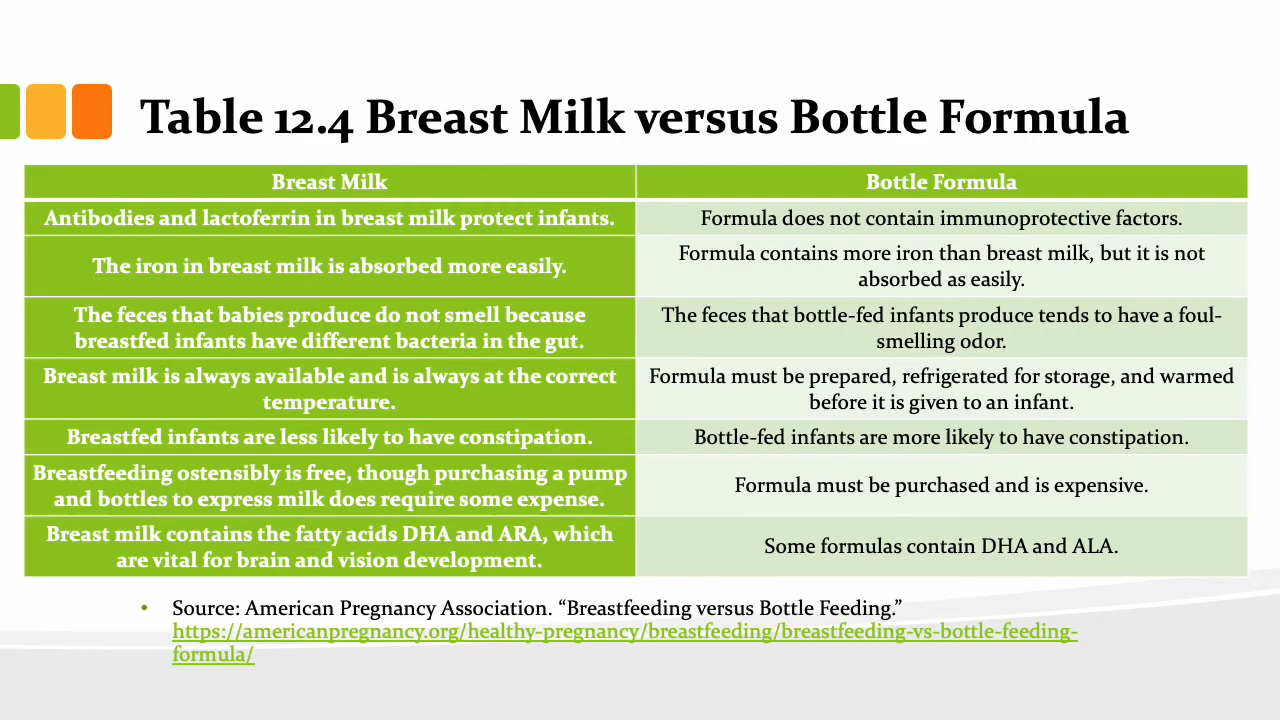 Table 12.4 Breast Milk versus Bottle Formula
Breast Milk
Bottle Formula
Antibodies and lactoferrin in breast milk protect infants.
Formula does not contain immunoprotective factors.
The iron in breast milk is absorbed more easily.
Formula contains more iron than breast milk, but it is not
absorbed as easily.
The feces that babies produce do not smell because
breastfed infants have different bacteria in the gut.
The feces that bottle-fed infants produce tends to have a foul-
smelling odor.
Breast milk is always available and is always at the correct
temperature.
Formula must be prepared, refrigerated for storage, and warmed
before it is given to an infant.
Breastfed infants are less likely to have constipation.
Bottle-fed infants are more likely to have constipation.
Breastfeeding ostensibly is free, though purchasing a pump
and bottles to express milk does require some expense.
Formula must be purchased and is expensive.
Breast milk contains the fatty acids DHA and ARA, which
are vital for brain and vision development.
Some formulas contain DHA and ALA.
• Source: American Pregnancy Association. “Breastfeeding versus Bottle Feeding.”
https://americanpregnancy.org/healthy-pregnancy/breastfeeding/breastfeeding-vs-bottle-feeding-
formula/